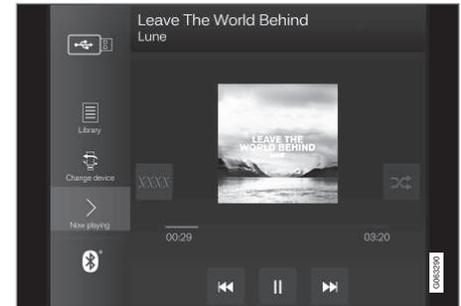 Leave The World Behind
Lune
Library
Change device
Now playing
LEAVE THE
WORLD BEHIND
LUNE
XXXX
00:29
03:20
G063290